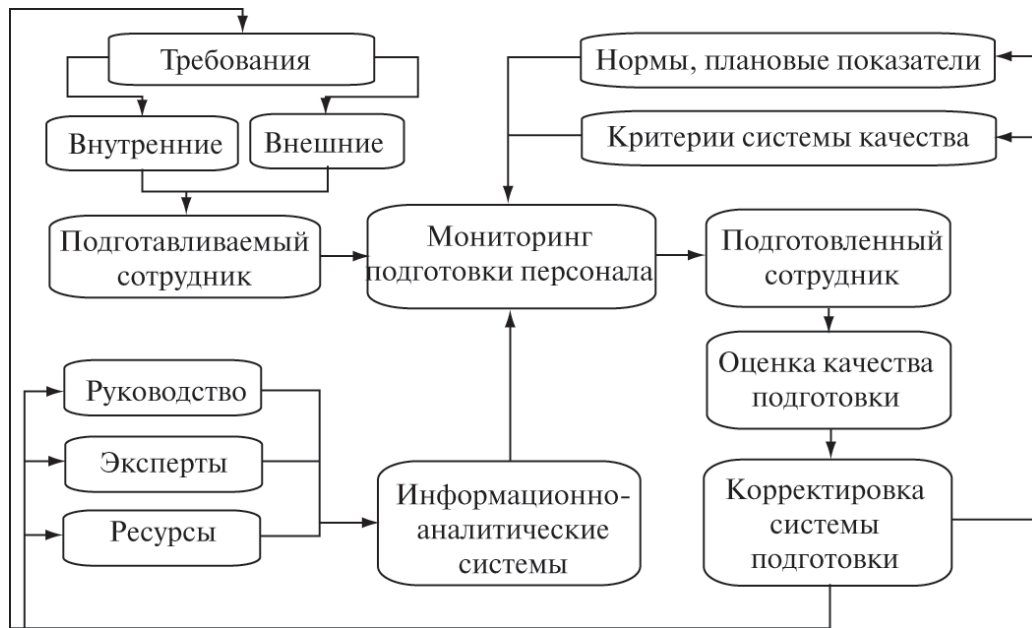 Требования
Нормы, плановые показатели
Внутренние
Внешние
Критерии системы качества
Подготавливаемый
сотрудник
Мониторинг
подготовки персонала
Подготовленный
сотрудник
Оценка качества
подготовки
Руководство
Эксперты
Ресурсы
Информационно-
аналитические
системы
Корректировка
системы
подготовки